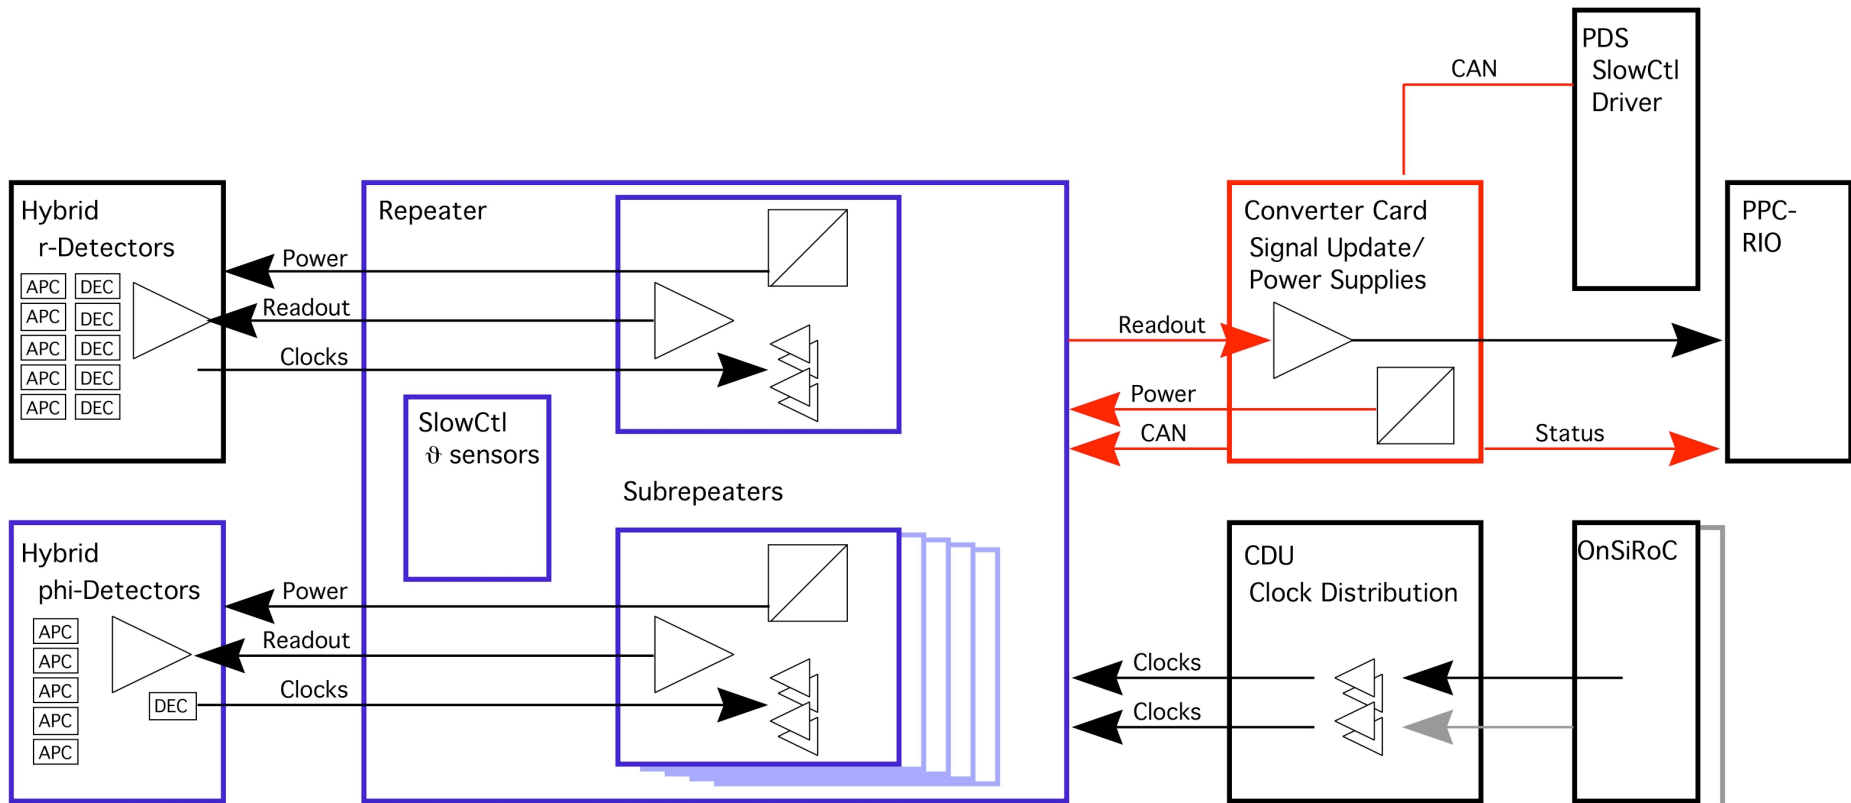 PDS
SlowCtl
Driver
CAN
Hybrid
r-Detectors
APC DEC
APC DEC
APC DEC
APC DEC
APC DEC
Power
Readout
Clocks
Repeater
SlowCtl
ϑ sensors
Subrepeaters
Readout
Power
CAN
Converter Card
Signal Update/
Power Supplies
Status
PPC-
RIO
Hybrid
phi-Detectors
APC
APC
APC
APC
APC
DEC
Power
Readout
Clocks
Clocks
Clocks
CDU
Clock Distribution
OnSiRoC